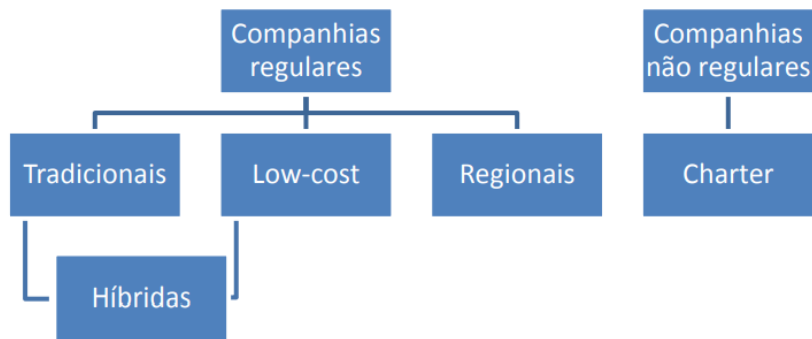 Companhias
regulares
Companhias
não regulares
Tradicionais
Low-cost
Regionais
Charter
Híbridas